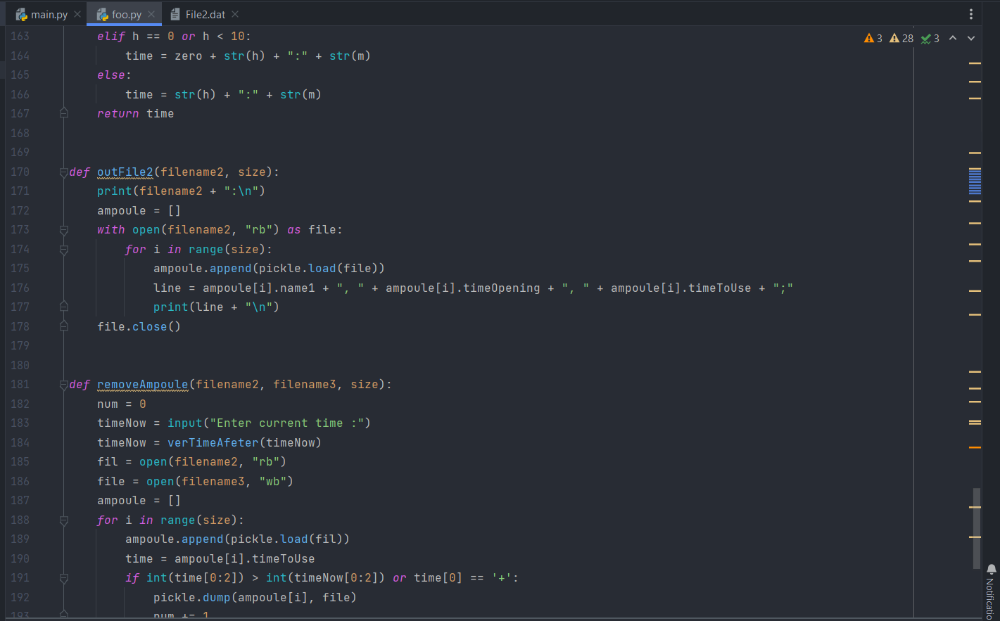 main.py foo.py File2.dat
3 28 3
163 elif h == 0 or h < 10:
164 time = zero + str(h) + ":" + str(m)
165 else:
166 time = str(h) + ":" + str(m)
167 return time
168
169
170 def outFile2(filename2, size):
171 print(filename2 + ":\n")
172 ampoule = []
173 with open(filename2, "rb") as file:
174 for i in range(size):
175 ampoule.append(pickle.load(file))
176 line = ampoule[i].name1 + ", " + ampoule[i].timeOpening + ", " + ampoule[i].timeToUse + ";"
177 print(line + "\n")
178 file.close()
179
180
181 def removeAmpoule(filename2, filename3, size):
182 num = 0
183 timeNow = input("Enter current time :")
184 timeNow = verTimeAfeter(timeNow)
185 fil = open(filename2, "rb")
186 file = open(filename3, "wb")
187 ampoule = []
188 for i in range(size):
189 ampoule.append(pickle.load(fil))
190 time = ampoule[i].timeToUse
191 if int(time[0:2]) > int(timeNow[0:2]) or time[0] == '+':
192 pickle.dump(ampoule[i], file)
193 num += 1
Notificatio